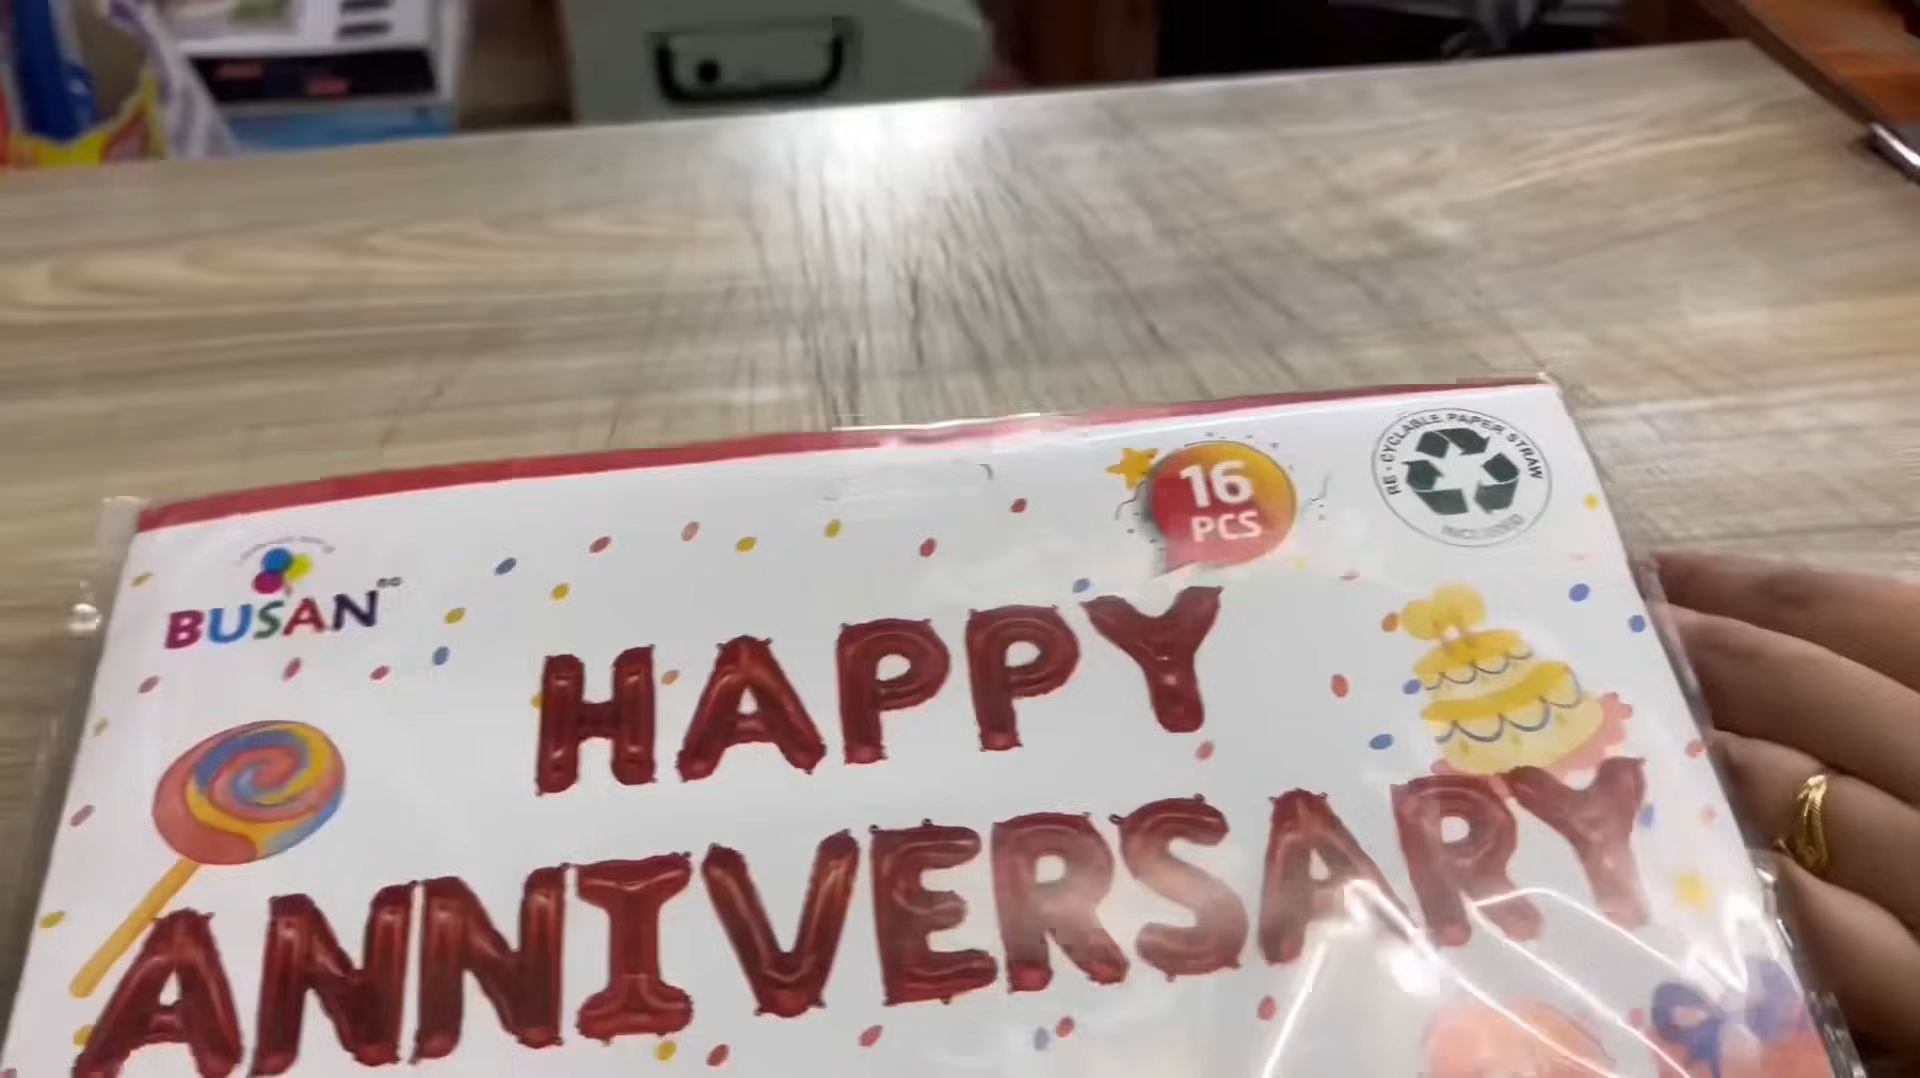 16
PCS
RE-CYCLABLE PAPER STRAW
INCLUDED
BUSAN
HAPPY
ANNIVERSARY